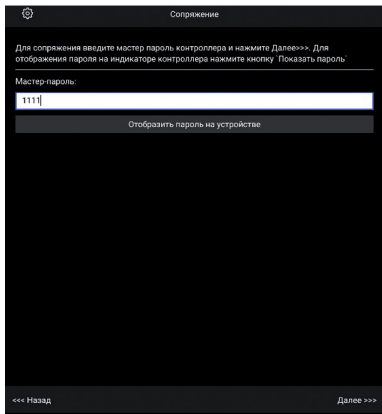 Сопряжение
Для сопряжения введите мастер пароль контроллера и нажмите Далее>>>. Для
отображения пароля на индикаторе контроллера нажмите кнопку `Показать пароль`
Мастер-пароль:
1111
Отобразить пароль на устройстве
<<< Назад
Далее >>>